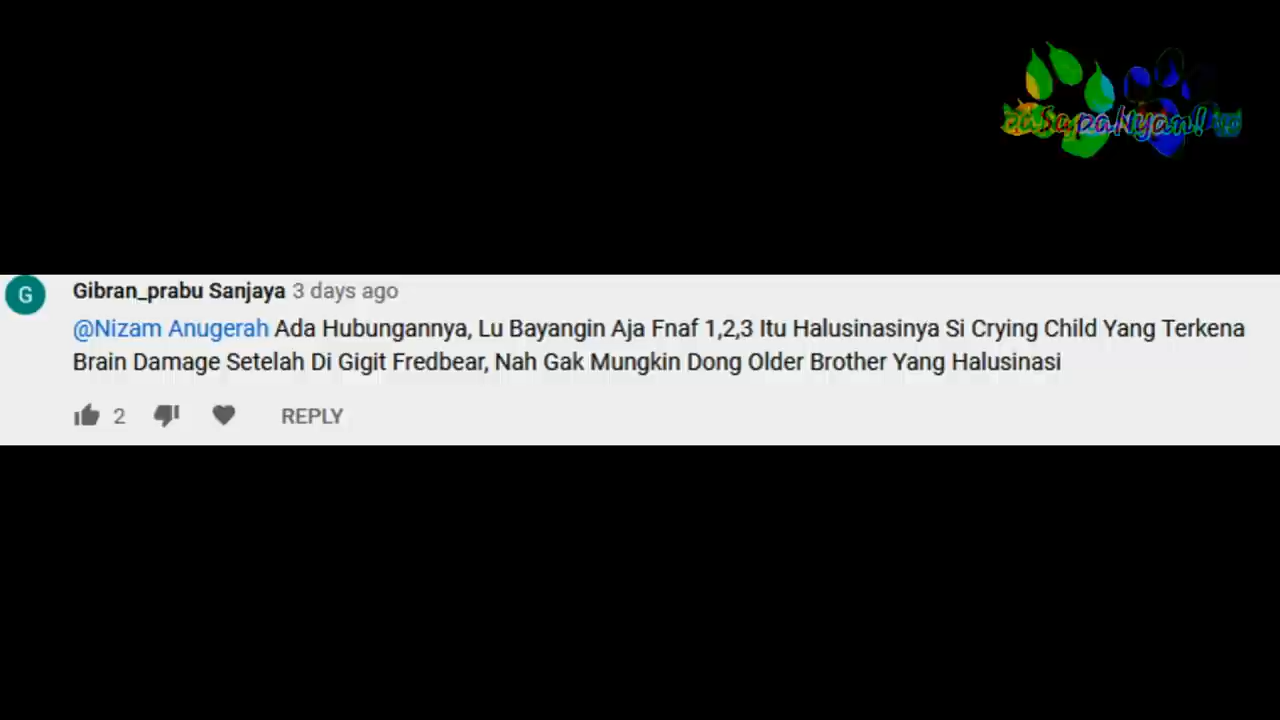 paSapaNyan!
G
Gibran_prabu Sanjaya 3 days ago
@Nizam Anugerah Ada Hubungannya, Lu Bayangin Aja Fnaf 1,2,3 Itu Halusinasinya Si Crying Child Yang Terkena
Brain Damage Setelah Di Gigit Fredbear, Nah Gak Mungkin Dong Older Brother Yang Halusinasi
2
REPLY